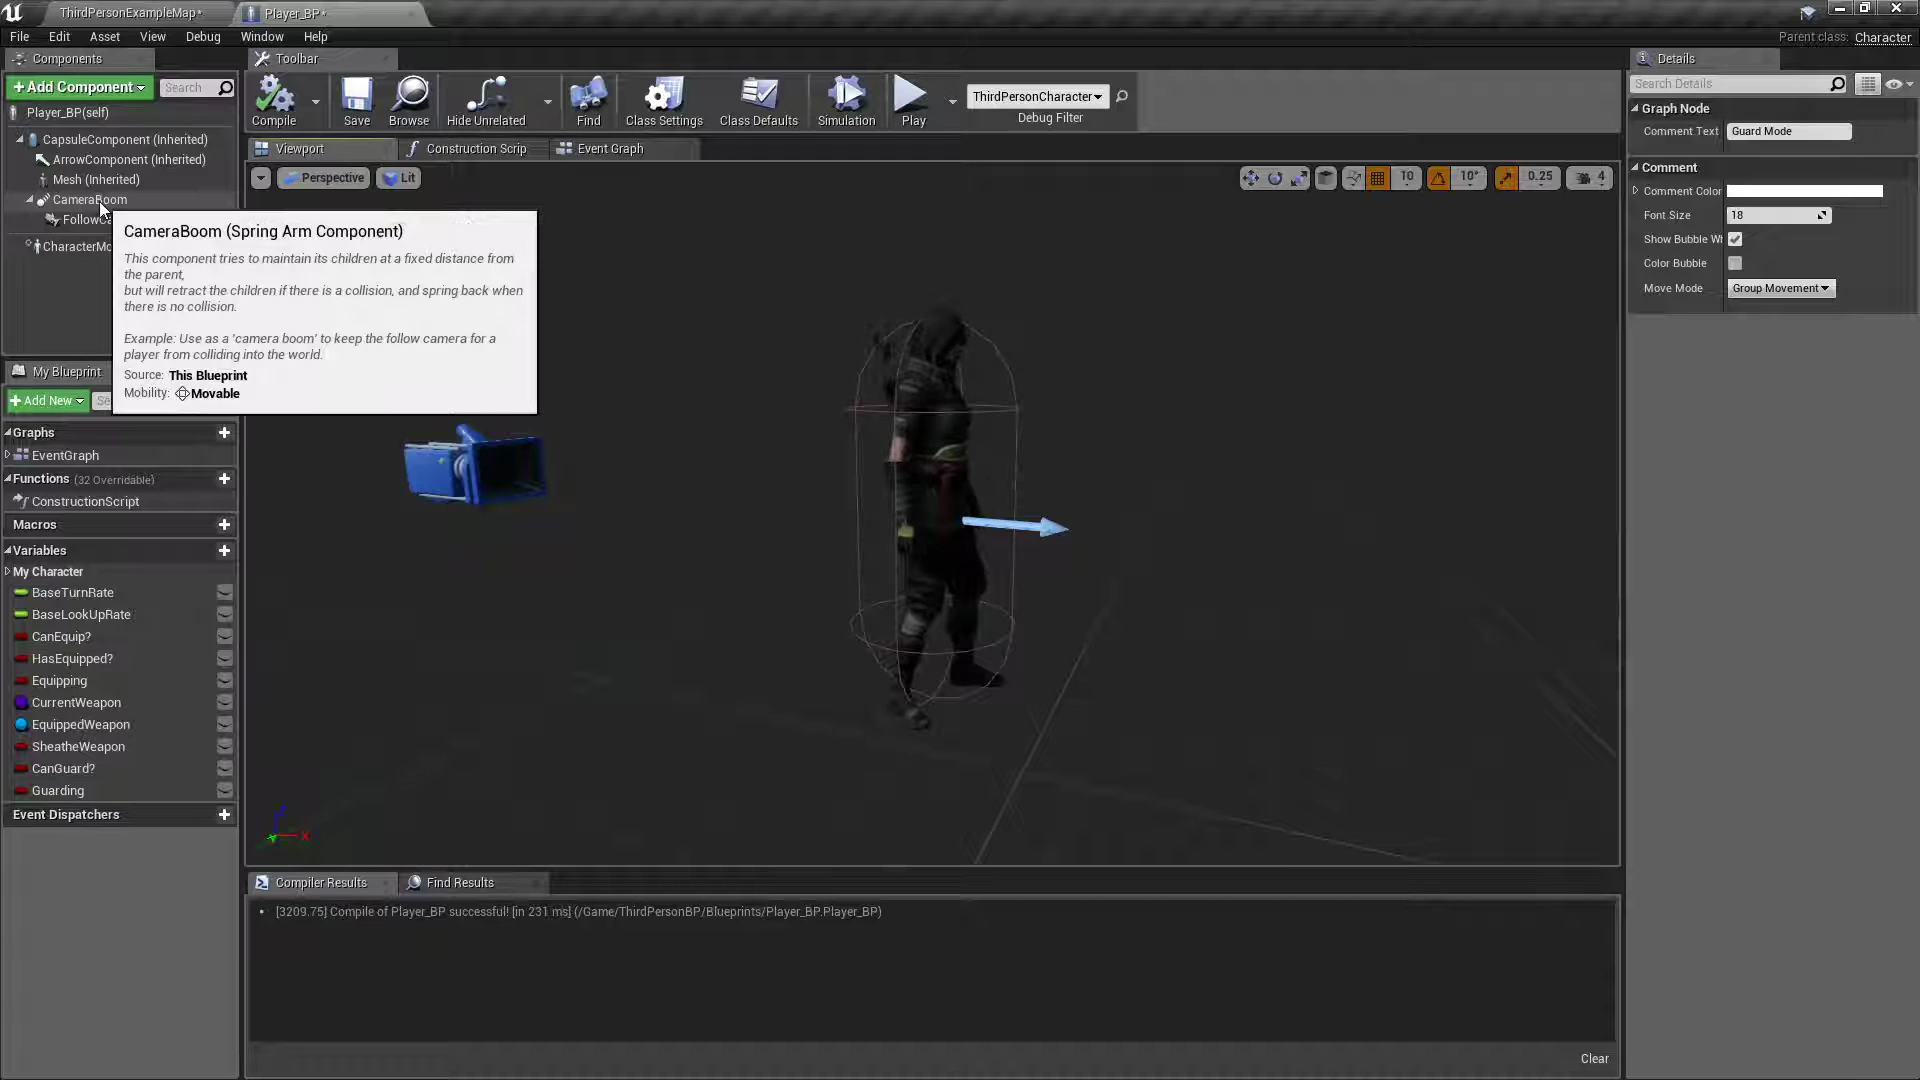 ThirdPersonExampleMap*
Player_BP*
File Edit Asset View Debug Window Help
Parent class: Character
Components
+Add Component
Search
Player_BP(self)
CapsuleComponent (Inherited)
ArrowComponent (Inherited)
Mesh (Inherited)
CameraBoom
FollowCa
CharacterMo
CameraBoom (Spring Arm Component)
This component tries to maintain its children at a fixed distance from
the parent,
but will retract the children if there is a collision, and spring back when
there is no collision.
Example: Use as a 'camera boom' to keep the follow camera for a
player from colliding into the world.
Source: This Blueprint
Mobility: Movable
My Blueprint
+Add New
Se
Graphs
EventGraph
Functions (32 Overridable)
ConstructionScript
Macros
Variables
My Character
BaseTurnRate
BaseLookUpRate
CanEquip?
HasEquipped?
Equipping
CurrentWeapon
EquippedWeapon
SheatheWeapon
CanGuard?
Guarding
Event Dispatchers
Toolbar
Compile
Save
Browse
Hide Unrelated
Find
Class Settings
Class Defaults
Simulation
Play
ThirdPersonCharacter
Debug Filter
Viewport
Construction Scrip
Event Graph
Perspective
Lit
10
10°
0.25
4
X
Compiler Results
Find Results
[3209.75] Compile of Player_BP successful! [in 231 ms] (/Game/ThirdPersonBP/Blueprints/Player_BP.Player_BP)
Clear
Details
Search Details
Graph Node
Comment Text Guard Mode
Comment
Comment Color
Font Size 18
Show Bubble Wh
Color Bubble
Move Mode Group Movement